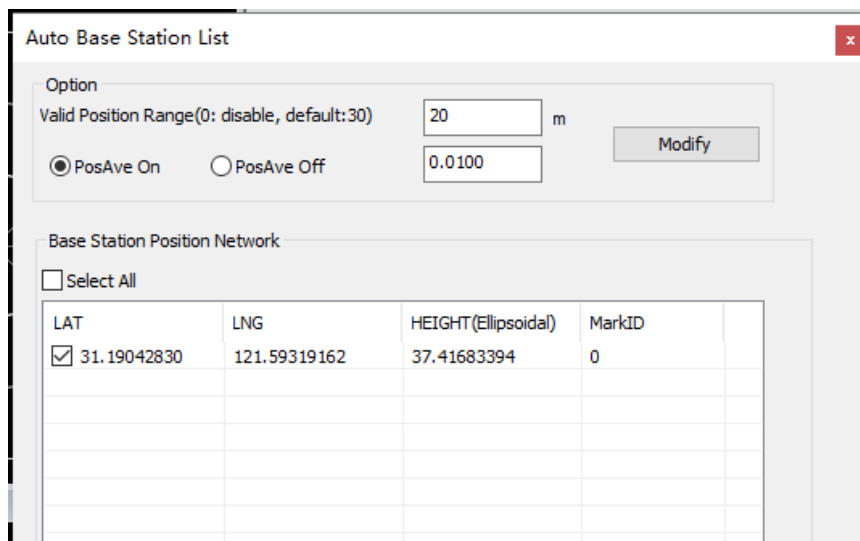 Auto Base Station List
x
Option
Valid Position Range(0: disable, default:30) 20 m
Modify
PosAve On PosAve Off 0.0100
Base Station Position Network
Select All
LAT LNG HEIGHT(Ellipsoidal) MarkID
31.19042830 121.59319162 37.41683394 0